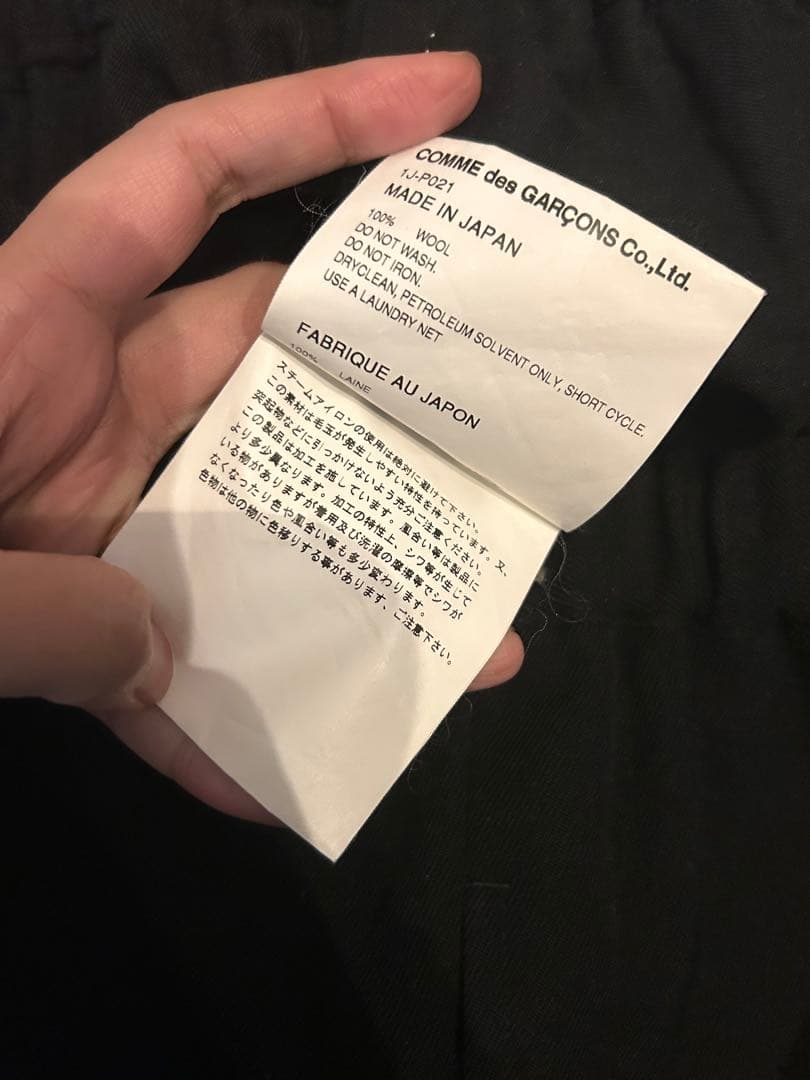 COMME des GARÇONS Co.,Ltd.
1J-P021
MADE IN JAPAN
100% WOOL
DO NOT WASH.
DO NOT IRON.
DRYCLEAN, PETROLEUM SOLVENT ONLY, SHORT CYCLE.
USE A LAUNDRY NET
FABRIQUE AU JAPON
100% LAINE
スチームアイロンの使用は絶対に避けて下さい。
この素材は毛玉が発生しやすい特性を持っています。又、
突起物などに引っかけないよう充分ご注意ください。
この製品は加工を施しています。風合い等は製品に
より多少異なります。加工の特性上、シワ等が生じて
いる物がありますが着用及び洗濯の摩擦等でシワが
なくなったり色や風合い等も多少変わります。
色物は他の物に色移りする事があります、ご注意下さい。